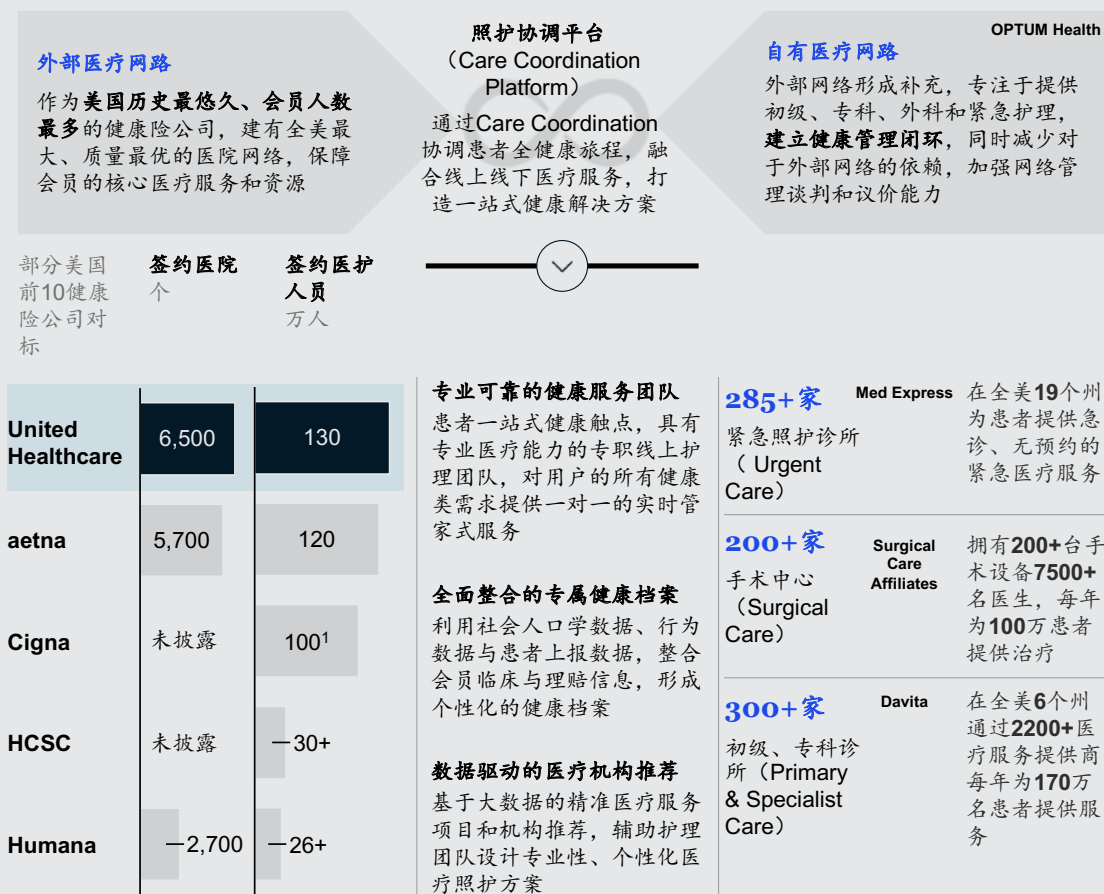 外部医疗网路
作为美国历史最悠久、会员人数
最多的健康险公司，建有全美最
大、质量最优的医院网络，保障
会员的核心医疗服务和资源
照护协调平台
（Care Coordination
Platform）
通过Care Coordination
协调患者全健康旅程，融
合线上线下医疗服务，打
造一站式健康解决方案
OPTUM Health
自有医疗网路
外部网络形成补充，专注于提供
初级、专科、外科和紧急护理，
建立健康管理闭环，同时减少对
于外部网络的依赖，加强网络管
理谈判和议价能力
部分美国
前10健康
险公司对
标
签约医院
个
签约医护
人员
万人
United
Healthcare
6,500
130
aetna
5,700
120
Cigna
未披露
100¹
HCSC
未披露
30+
Humana
2,700
26+
专业可靠的健康服务团队
患者一站式健康触点，具有
专业医疗能力的专职线上护
理团队，对用户的所有健康
类需求提供一对一的实时管
家式服务
全面整合的专属健康档案
利用社会人口学数据、行为
数据与患者上报数据，整合
会员临床与理赔信息，形成
个性化的健康档案
数据驱动的医疗机构推荐
基于大数据的精准医疗服务
项目和机构推荐，辅助护理
团队设计专业性、个性化医
疗照护方案
285+家
紧急照护诊所
（ Urgent
Care）
Med Express
在全美19个州
为患者提供急
诊、无预约的
紧急医疗服务
200+家
手术中心
（Surgical
Care）
Surgical
Care
Affiliates
拥有200+台手
术设备7500+
名医生，每年
为100万患者
提供治疗
300+家
初级、专科诊
所（Primary
& Specialist
Care）
Davita
在全美6个州
通过2200+医
疗服务提供商
每年为170万
名患者提供服
务